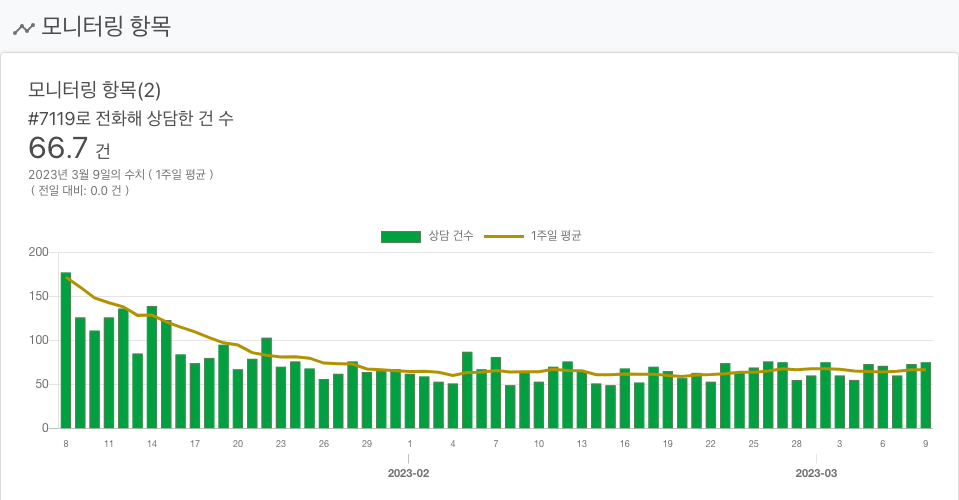 모니터링 항목
모니터링 항목(2)
#7119로 전화해 상담한 건 수
66.7 건
2023년 3월 9일의 수치 ( 1주일 평균 )
( 전일 대비: 0.0 건 )
상담 건수 1주일 평균
200
150
100
50
0
8 11 14 17 20 23 26 29 1 4 7 10 13 16 19 22 25 28 3 6 9
2023-02 2023-03